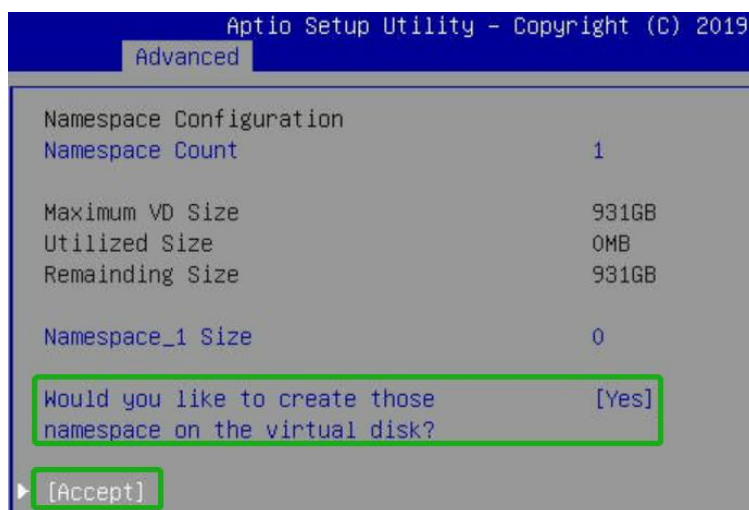 Aptio Setup Utility – Copyright (C) 2019
Advanced
Namespace Configuration
Namespace Count 1
Maximum VD Size 931GB
Utilized Size 0MB
Remainding Size 931GB
Namespace_1 Size 0
Would you like to create those [Yes]
namespace on the virtual disk?
[Accept]